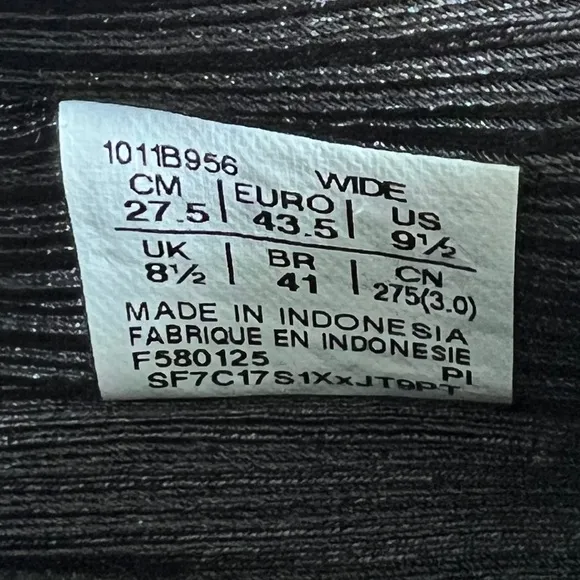 1011B956 WIDE
CM 27.5 | EURO 43.5 | US 9½
UK 8½ | BR 41 | CN 275(3.0)
MADE IN INDONESIA
FABRIQUE EN INDONESIE
F580125 PI
SF7C17S1XxJT9PT